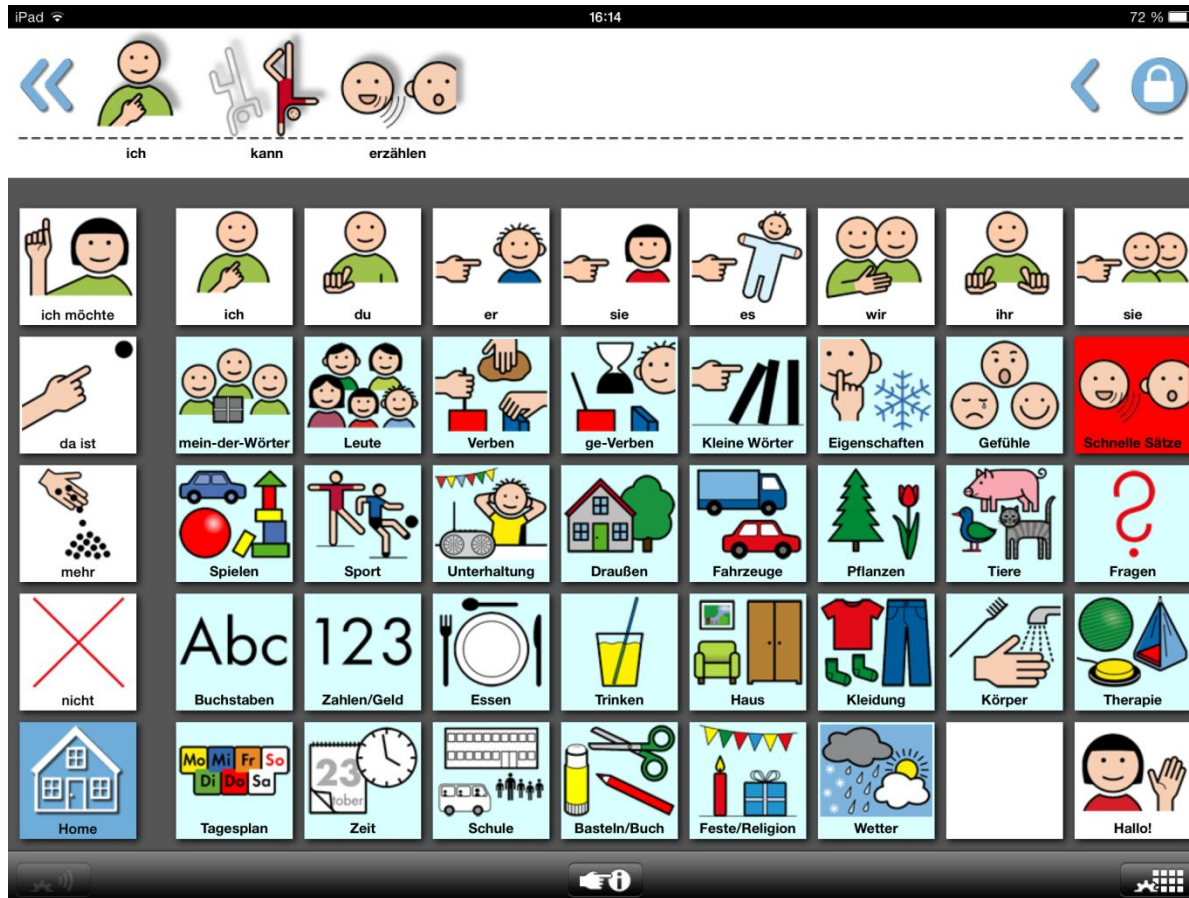 iPad 16:14 72 %
ich kann erzählen
ich möchte ich du er sie es wir ihr sie
da ist mein-der-Wörter Leute Verben ge-Verben Kleine Wörter Eigenschaften Gefühle Schnelle Sätze
mehr Spielen Sport Unterhaltung Draußen Fahrzeuge Pflanzen Tiere Fragen
Abc 123
nicht Buchstaben Zahlen/Geld Essen Trinken Haus Kleidung Körper Therapie
Mo Mi Fr So
Di Do Sa
23
tober
Home Tagesplan Zeit Schule Basteln/Buch Feste/Religion Wetter Hallo!